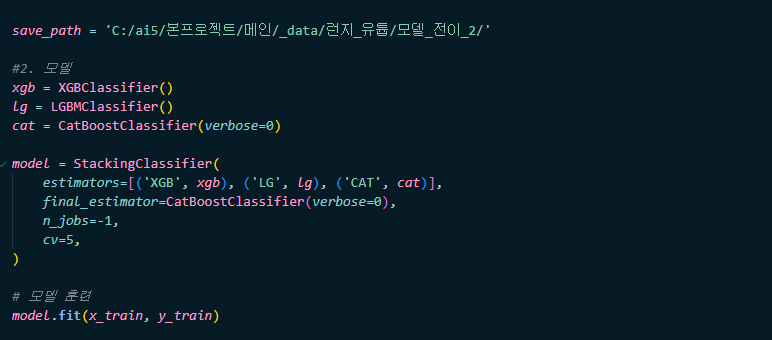 save_path = 'C:/ai5/본프로젝트/메인/_data/런지_유튭/모델_전이_2/'
#2. 모델
xgb = XGBClassifier()
lg = LGBMClassifier()
cat = CatBoostClassifier(verbose=0)
model = StackingClassifier(
estimators=[('XGB', xgb), ('LG', lg), ('CAT', cat)],
final_estimator=CatBoostClassifier(verbose=0),
n_jobs=-1,
cv=5,
)
# 모델 훈련
model.fit(x_train, y_train)